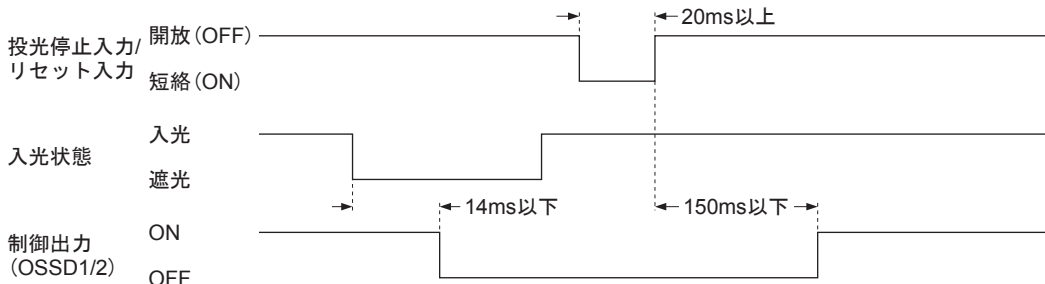 20ms以上
投光停止入力/
リセット入力
開放(OFF)
短絡(ON)
入光状態
入光
遮光
14ms以下
150ms以下
制御出力
(OSSD1/2)
ON
OFF